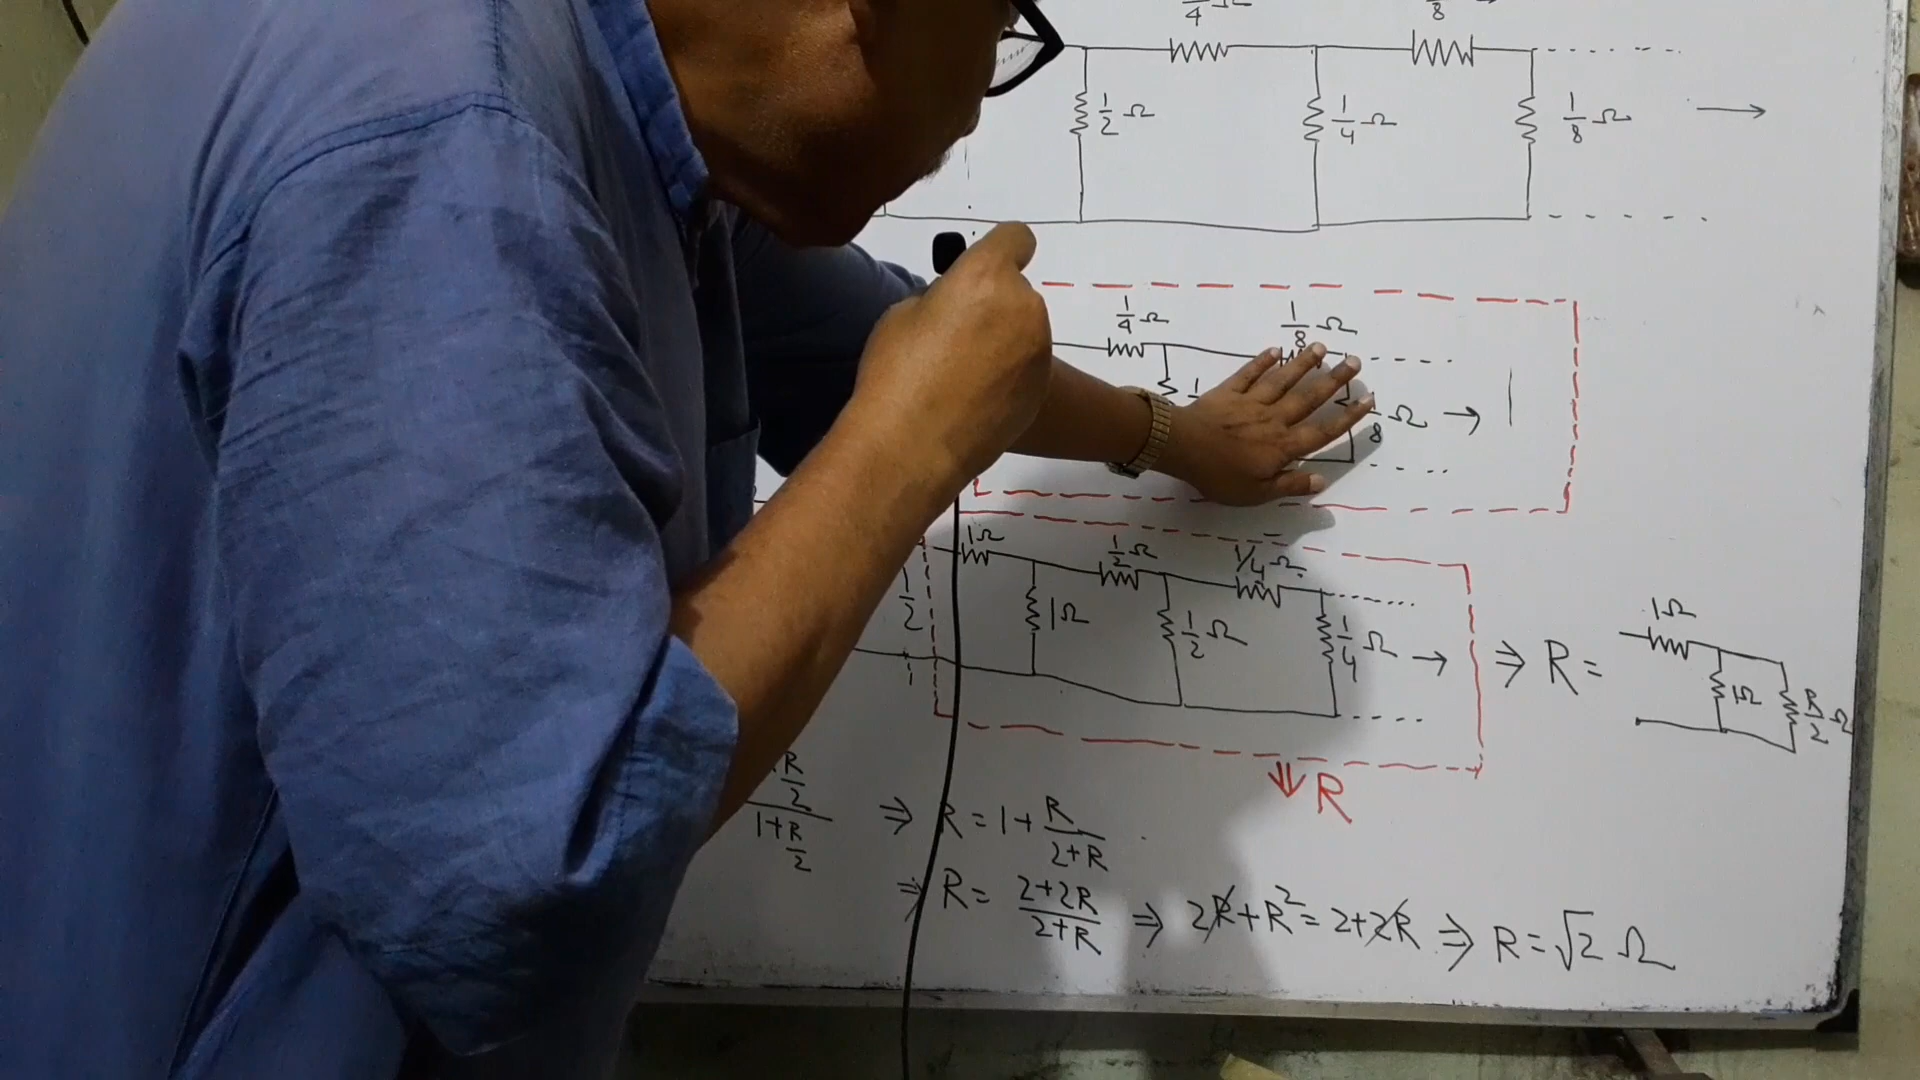 4 Ω 8
1/2 Ω 1/4 Ω 1/8 Ω →
1/4 Ω 1/8 Ω
8 Ω →
1Ω 1/2 Ω 1/4 Ω
1/2 1Ω 1/2 Ω 1/4 Ω → ⇒ R = 1Ω 1Ω R/2 Ω
⇓ R
R/2
1+R/2 ⇒ R = 1+ R/(2+R)
⇒ R = (2+2R)/(2+R) ⇒ 2R+R² = 2+2R ⇒ R = √2 Ω